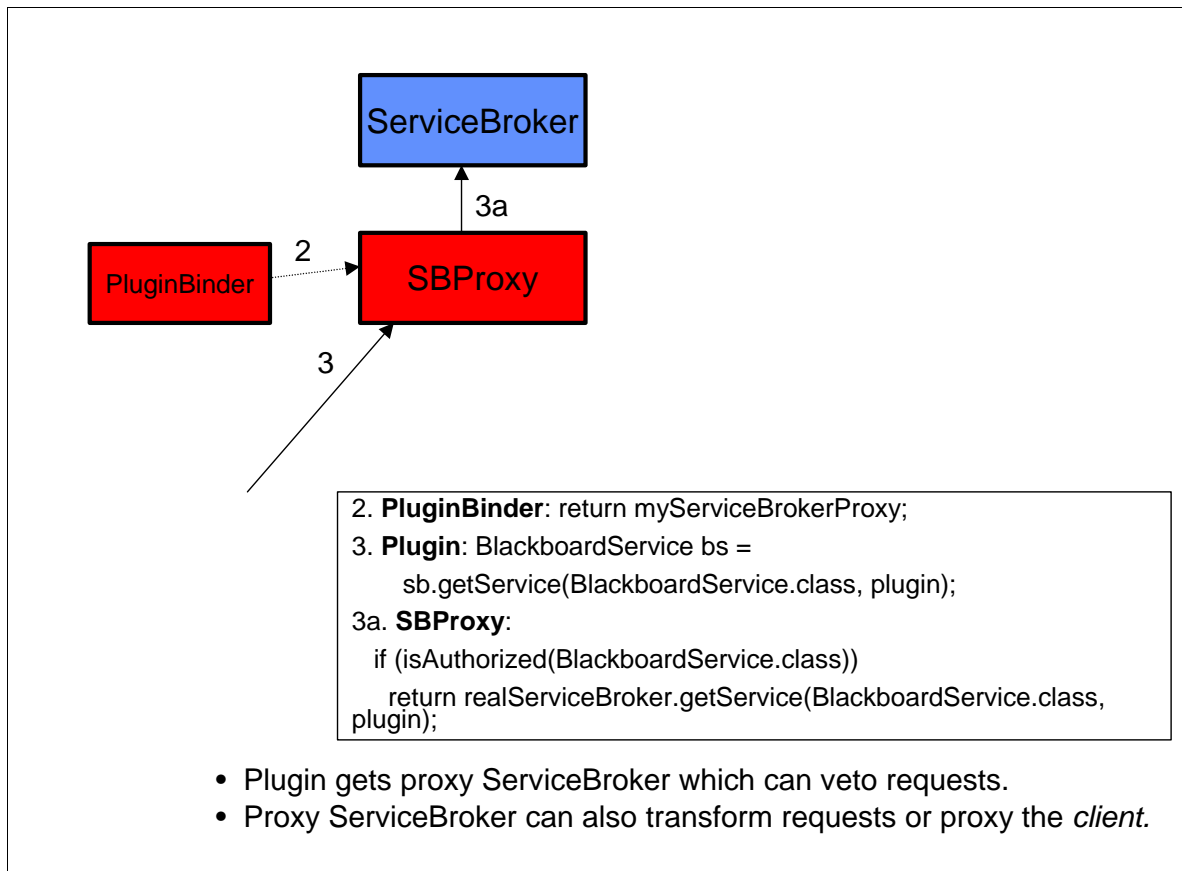 ServiceBroker
3a
2
PluginBinder
SBProxy
3
2. PluginBinder: return myServiceBrokerProxy;
3. Plugin: BlackboardService bs =
sb.getService(BlackboardService.class, plugin);
3a. SBProxy:
if (isAuthorized(BlackboardService.class))
return realServiceBroker.getService(BlackboardService.class,
plugin);
• Plugin gets proxy ServiceBroker which can veto requests.
• Proxy ServiceBroker can also transform requests or proxy the client.